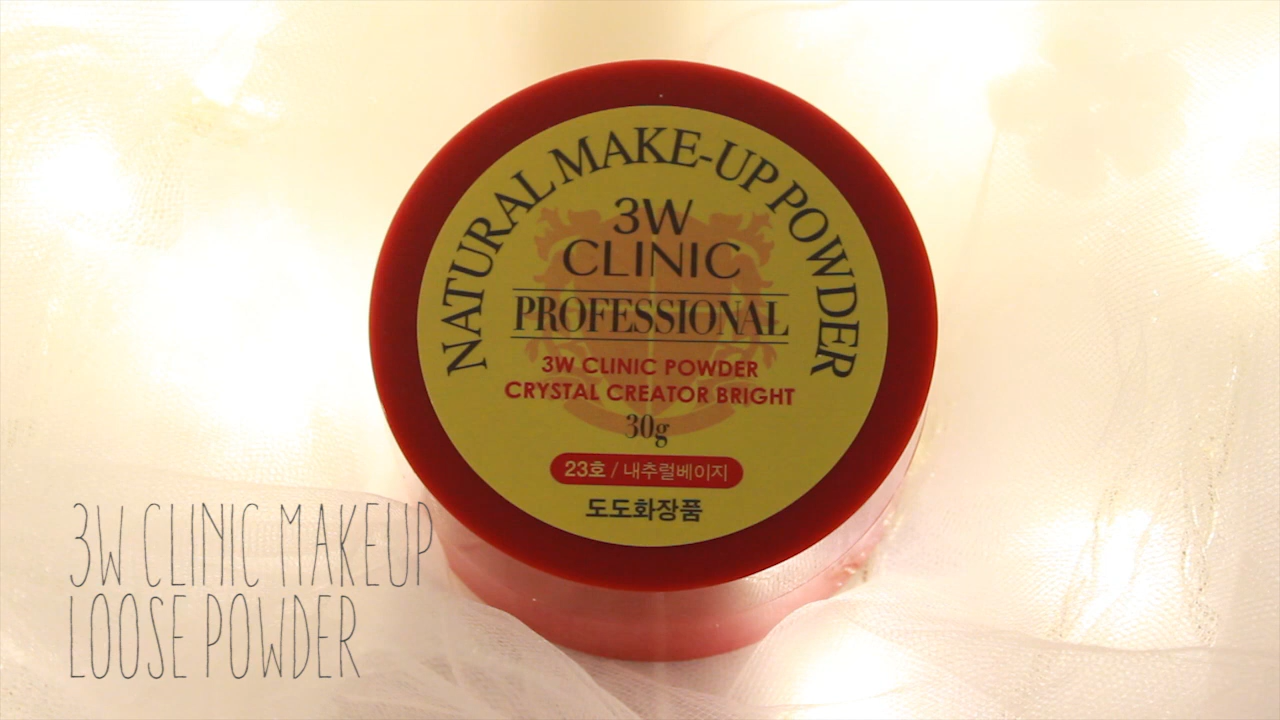 NATURAL MAKE-UP POWDER
3W
CLINIC
PROFESSIONAL
3W CLINIC POWDER
CRYSTAL CREATOR BRIGHT
30g
23호 / 내추럴베이지
도도화장품
3W CLINIC MAKEUP
LOOSE POWDER